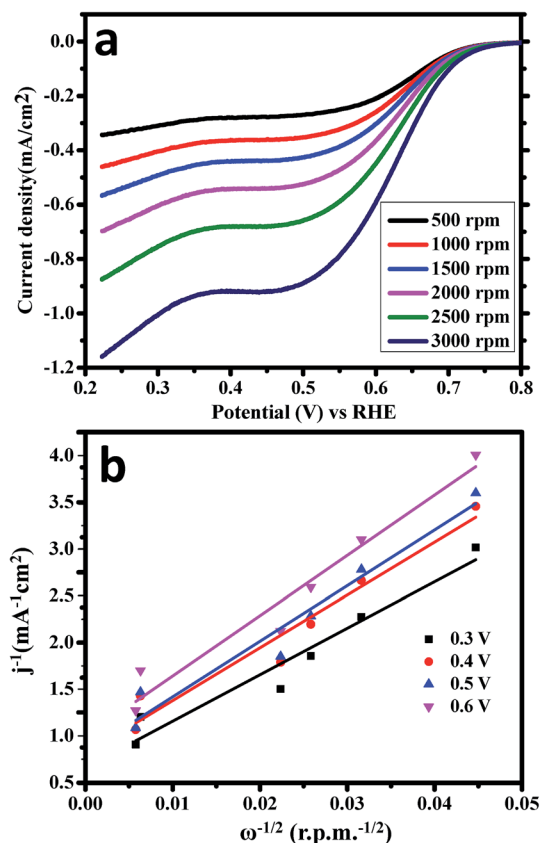 a
0.0
-0.2
-0.4
-0.6
-0.8
-1.0
-1.2
Current density(mA/cm2)
500 rpm
1000 rpm
1500 rpm
2000 rpm
2500 rpm
3000 rpm
0.2 0.3 0.4 0.5 0.6 0.7 0.8
Potential (V) vs RHE
b
4.0
3.5
3.0
2.5
2.0
1.5
1.0
0.5
j⁻¹(mA⁻¹cm²)
0.3 V
0.4 V
0.5 V
0.6 V
0.00 0.01 0.02 0.03 0.04 0.05
ω⁻¹/² (r.p.m.⁻¹/²)